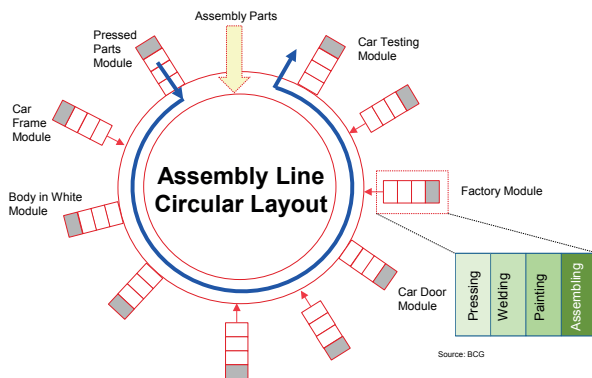 Assembly Parts
Pressed
Parts
Module
Car Testing
Module
Car
Frame
Module
Assembly Line
Circular Layout
Factory Module
Body in White
Module
Car Door
Module
Pressing
Welding
Painting
Assembling
Source: BCG